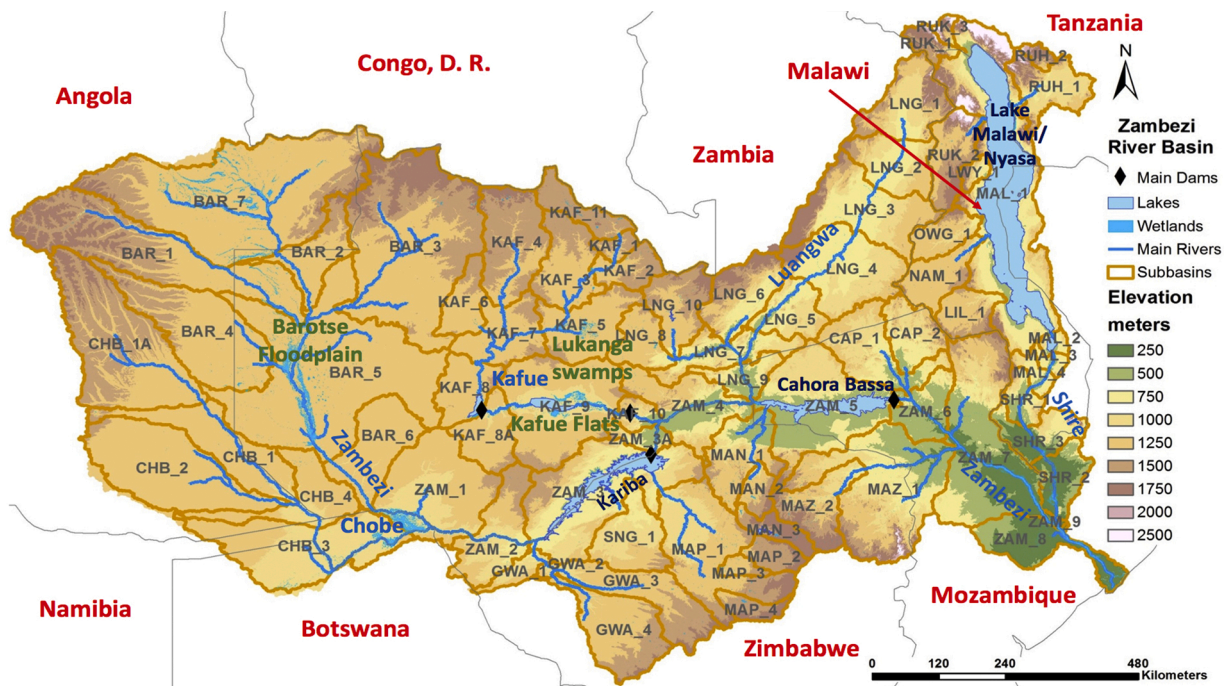 Tanzania
RUK_3
RUK_1
RUH_2
RUH_1
N
Congo, D. R.
Malawi
Angola
LNG_1
Lake
Malawi/
Nyasa
Zambezi
River Basin
Main Dams
Lakes
Wetlands
Main Rivers
Subbasins
Elevation
meters
250
500
750
1000
1250
1500
1750
2000
2500
Zambia
RUK_2
LWY_1
MAL_1
LNG_2
LNG_3
OWG_1
NAM_1
LNG_4
Luangwa
BAR_7
BAR_1
BAR_2
BAR_3
KAF_11
KAF_4
KAF_1
KAF_2
KAF_3
LNG_6
LNG_10
LNG_5
LIL_1
KAF_6
KAF_7
KAF_5
LNG_8
LNG_7
CAP_1
CAP_2
MAL_2
MAL_3
MAL_4
BAR_4
Barotse
Floodplain
BAR_5
CHB_1A
Lukanga
swamps
Kafue
KAF_8
KAF_9
Kafue Flats
KAF_10
KAF_8A
LNG_9
Cahora Bassa
ZAM_4
ZAM_5
ZAM_6
SHR_1
Shire
BAR_6
ZAM_3A
SHR_3
SHR_2
MAN_1
MAN_2
MAZ_1
MAZ_2
ZAM_7
Zambezi
CHB_2
CHB_1
CHB_4
Zambezi
ZAM_1
ZAM_3
Kariba
Chobe
CHB_3
ZAM_2
SNG_1
MAP_1
MAN_3
MAP_2
MAP_3
MAP_4
ZAM_9
ZAM_8
GWA_1
GWA_2
GWA_3
GWA_4
Namibia
Botswana
Zimbabwe
Mozambique
0 120 240 480
Kilometers